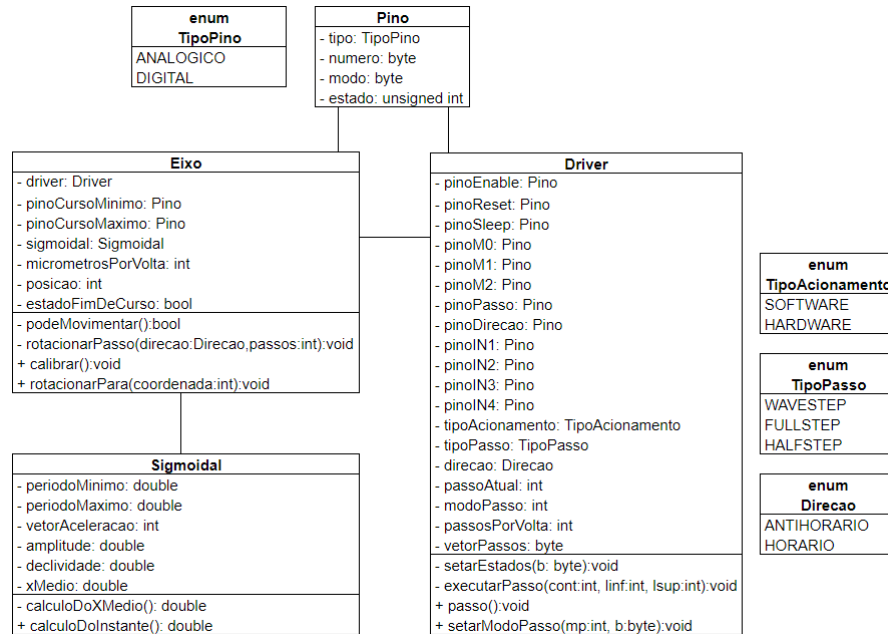 enum
TipoPino
ANALOGICO
DIGITAL
Pino
- tipo: TipoPino
- numero: byte
- modo: byte
- estado: unsigned int
Eixo
- driver: Driver
- pinoCursoMinimo: Pino
- pinoCursoMaximo: Pino
- sigmoidal: Sigmoidal
- micrometrosPorVolta: int
- posicao: int
- estadoFimDeCurso: bool
- podeMovimentar():bool
- rotacionarPasso(direcao:Direcao,passos:int):void
+ calibrar():void
+ rotacionarPara(coordenada:int):void
Driver
- pinoEnable: Pino
- pinoReset: Pino
- pinoSleep: Pino
- pinoM0: Pino
- pinoM1: Pino
- pinoM2: Pino
- pinoPasso: Pino
- pinoDirecao: Pino
- pinoIN1: Pino
- pinoIN2: Pino
- pinoIN3: Pino
- pinoIN4: Pino
- tipoAcionamento: TipoAcionamento
- tipoPasso: TipoPasso
- direcao: Direcao
- passoAtual: int
- modoPasso: int
- passosPorVolta: int
- vetorPassos: byte
- setarEstados(b: byte):void
- executarPasso(cont:int, linf:int, lsup:int):void
+ passo():void
+ setarModoPasso(mp:int, b:byte):void
enum
TipoAcionamento
SOFTWARE
HARDWARE
enum
TipoPasso
WAVESTEP
FULLSTEP
HALFSTEP
enum
Direcao
ANTIHORARIO
HORARIO
Sigmoidal
- periodoMinimo: double
- periodoMaximo: double
- vetorAceleracao: int
- amplitude: double
- declividade: double
- xMedio: double
- calculoDoXMedio(): double
+ calculoDoInstante(): double